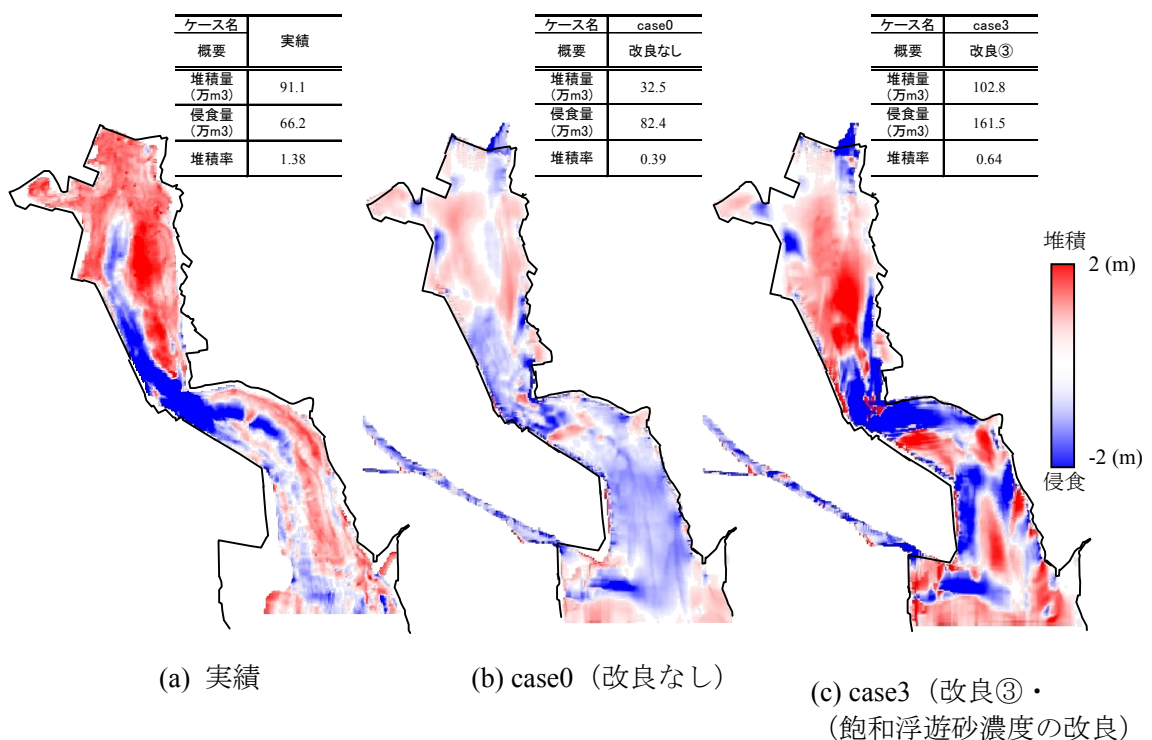 ケース名
概要 実績
堆積量
(万m3) 91.1
侵食量
(万m3) 66.2
堆積率 1.38
ケース名 case0
概要 改良なし
堆積量
(万m3) 32.5
侵食量
(万m3) 82.4
堆積率 0.39
ケース名 case3
概要 改良③
堆積量
(万m3) 102.8
侵食量
(万m3) 161.5
堆積率 0.64
堆積
2 (m)
-2 (m)
侵食
(a) 実績
(b) case0（改良なし）
(c) case3（改良③・
（飽和浮遊砂濃度の改良）